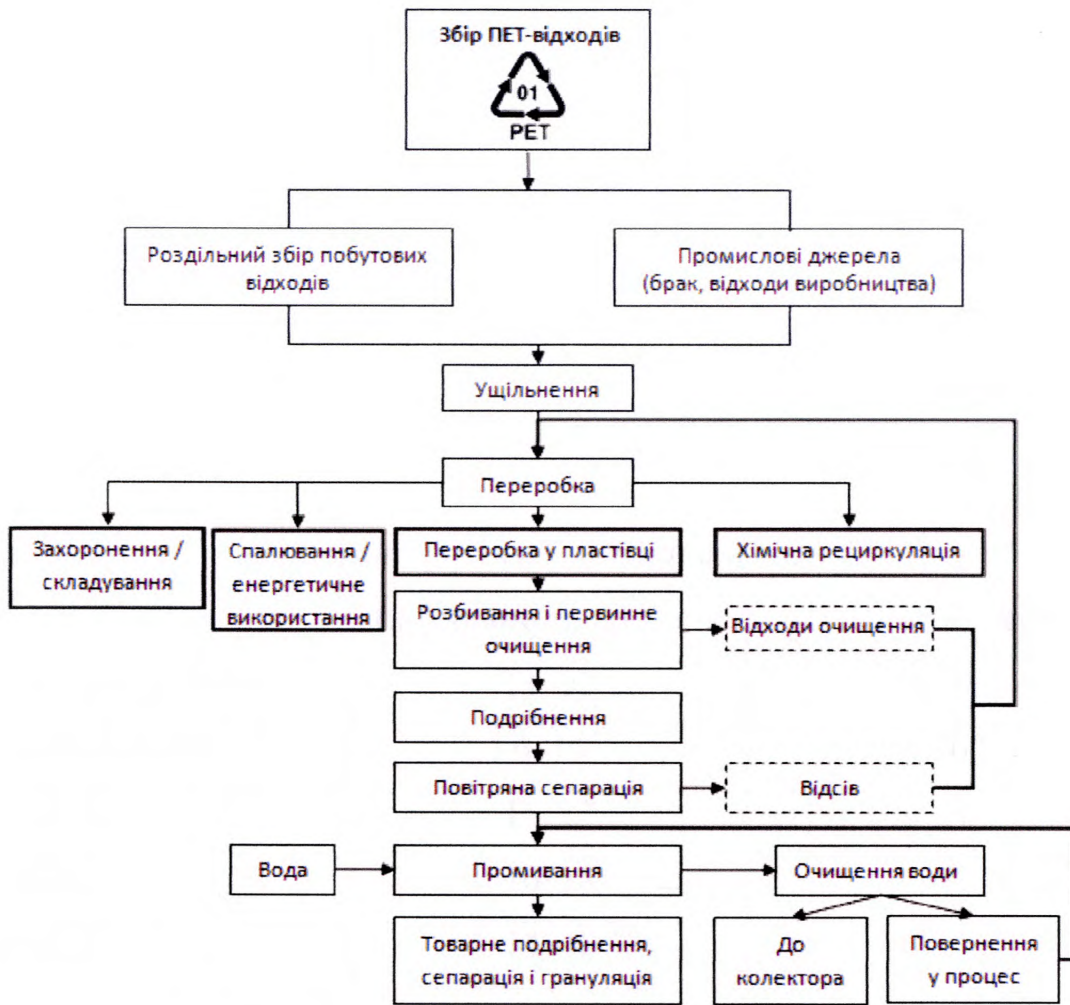 Збір ПЕТ-відходів
01
PET
Роздільний збір побутових
відходів
Промислові джерела
(брак, відходи виробництва)
Ущільнення
Переробка
Захоронення /
складування
Спалювання /
енергетичне
використання
Переробка у пластівці
Хімічна рециркуляція
Розбивання і первинне
очищення
Відходи очищення
Подрібнення
Повітряна сепарація
Відсів
Вода
Промивання
Очищення води
Товарне подрібнення,
сепарація і грануляція
До
колектора
Повернення
у процес